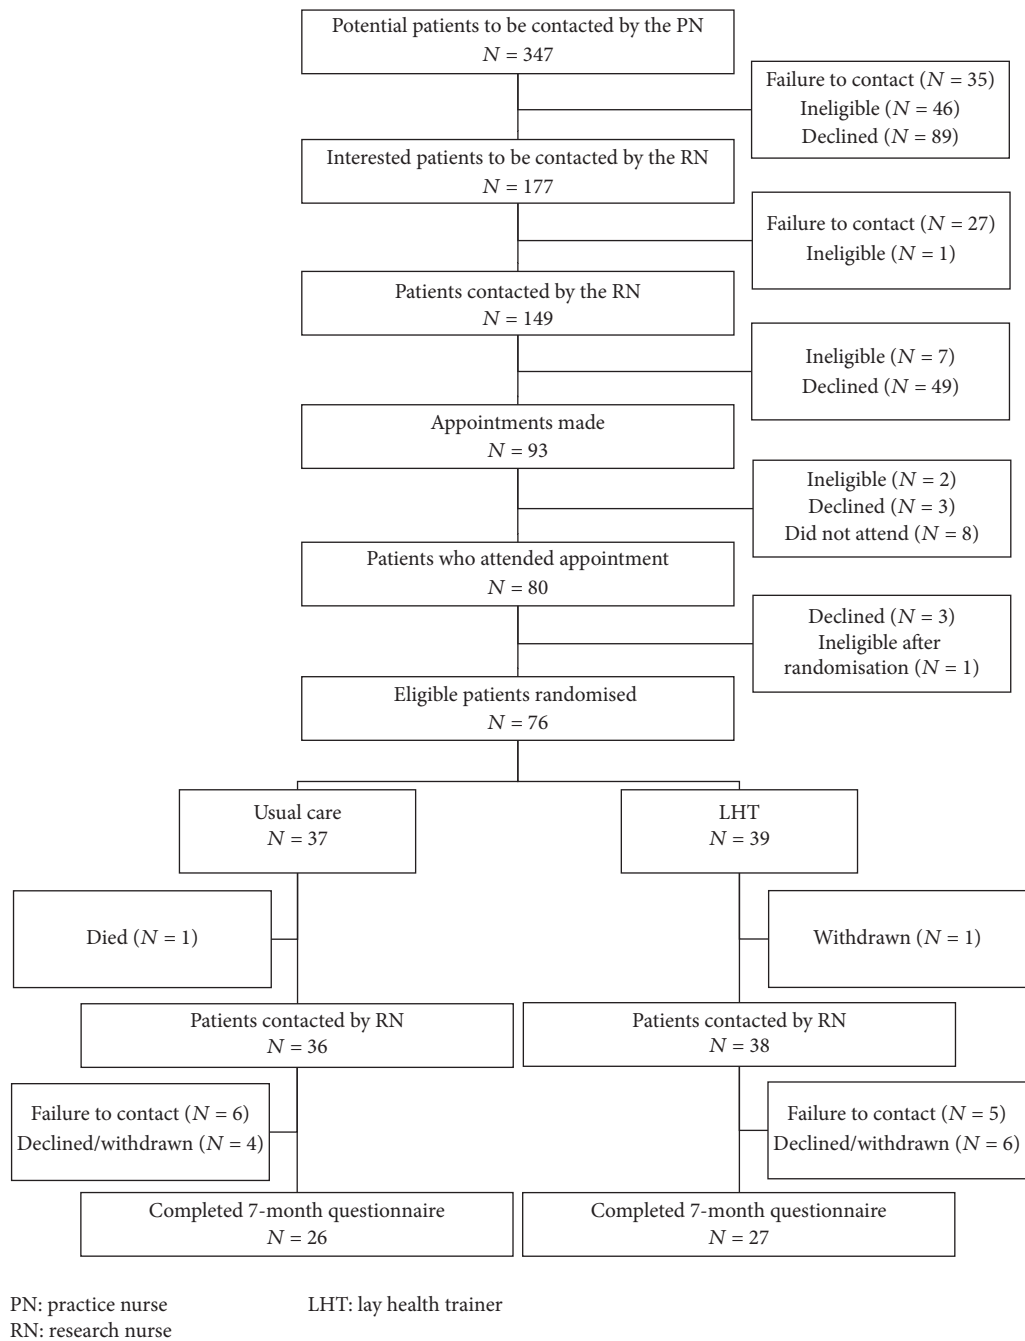 Potential patients to be contacted by the PN
N = 347
Failure to contact (N = 35)
Ineligible (N = 46)
Declined (N = 89)
Interested patients to be contacted by the RN
N = 177
Failure to contact (N = 27)
Ineligible (N = 1)
Patients contacted by the RN
N = 149
Ineligible (N = 7)
Declined (N = 49)
Appointments made
N = 93
Ineligible (N = 2)
Declined (N = 3)
Did not attend (N = 8)
Patients who attended appointment
N = 80
Declined (N = 3)
Ineligible after
randomisation (N = 1)
Eligible patients randomised
N = 76
Usual care
N = 37
LHT
N = 39
Died (N = 1)
Withdrawn (N = 1)
Patients contacted by RN
N = 36
Patients contacted by RN
N = 38
Failure to contact (N = 6)
Declined/withdrawn (N = 4)
Failure to contact (N = 5)
Declined/withdrawn (N = 6)
Completed 7-month questionnaire
N = 26
Completed 7-month questionnaire
N = 27
PN: practice nurse
RN: research nurse
LHT: lay health trainer